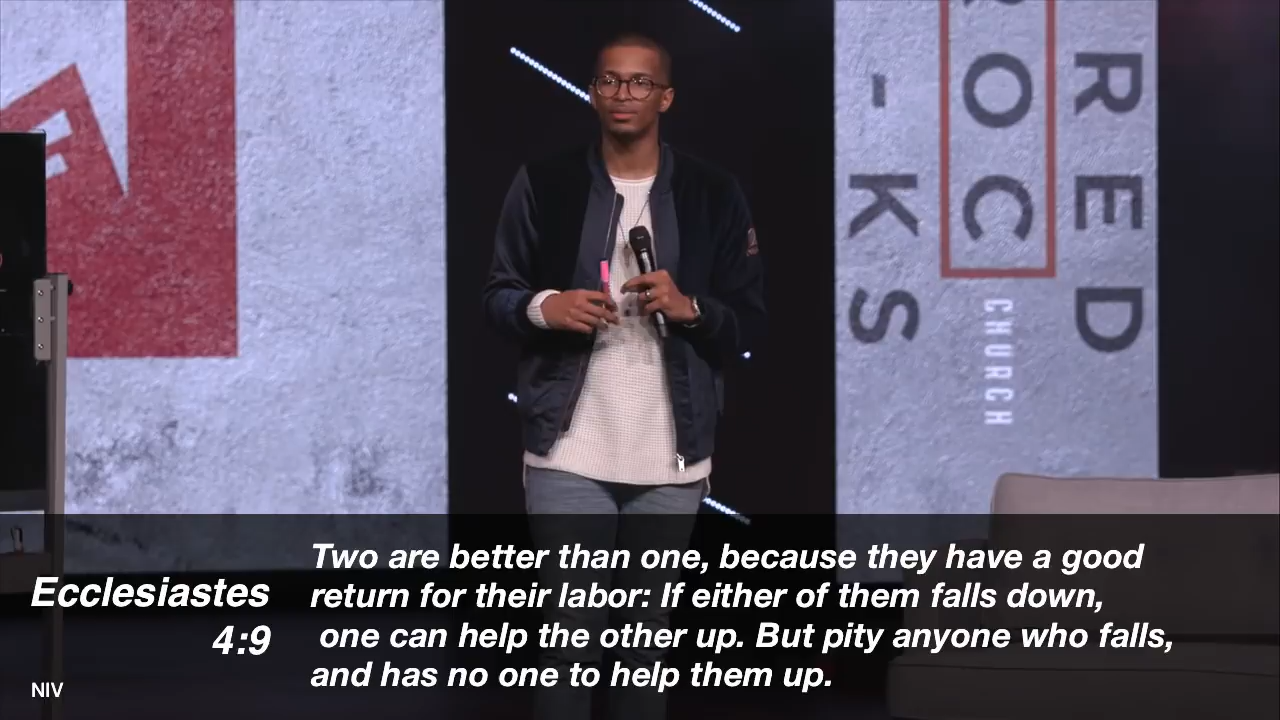 RED
ROC
-KS
CHURCH
Ecclesiastes
4:9
NIV
Two are better than one, because they have a good
return for their labor: If either of them falls down,
one can help the other up. But pity anyone who falls,
and has no one to help them up.